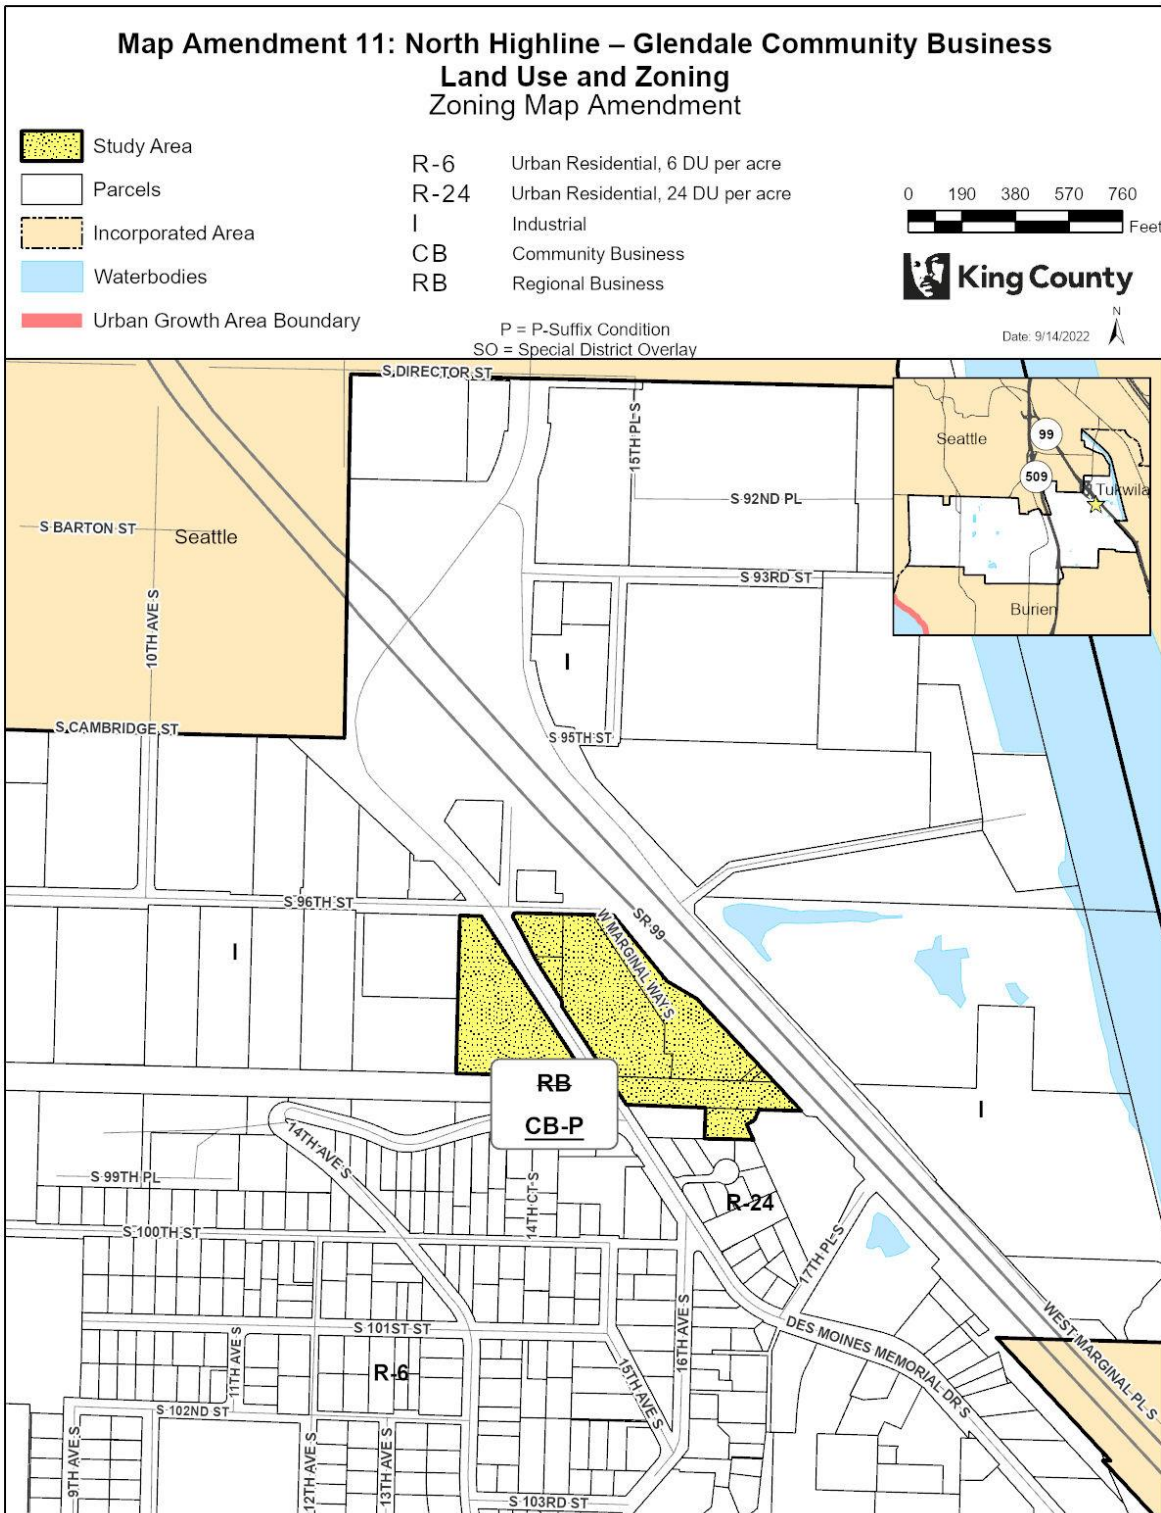 Map Amendment 11: North Highline – Glendale Community Business
Land Use and Zoning
Zoning Map Amendment
Study Area
Parcels
Incorporated Area
Waterbodies
Urban Growth Area Boundary
R-6 Urban Residential, 6 DU per acre
R-24 Urban Residential, 24 DU per acre
I Industrial
CB Community Business
RB Regional Business
P = P-Suffix Condition
SO = Special District Overlay
0 190 380 570 760
Feet
King County
N
Date: 9/14/2022
S DIRECTOR ST
15TH PL S
S 92ND PL
Seattle
99
509
Tukwila
Burien
S BARTON ST
Seattle
10TH AVE S
S 93RD ST
I
S CAMBRIDGE ST
S 95TH ST
S 96TH ST
SR-99
W MARGINAL WAY S
I
RB
CB-P
I
14TH AVE S
S 99TH PL
14TH CT S
R-24
S 100TH ST
17TH PL S
S 101ST ST
11TH AVE S
16TH AVE S
15TH AVE S
DES MOINES MEMORIAL DR S
WEST MARGINAL PL S
R-6
S 102ND ST
9TH AVE S
12TH AVE S
13TH AVE S
S 103RD ST